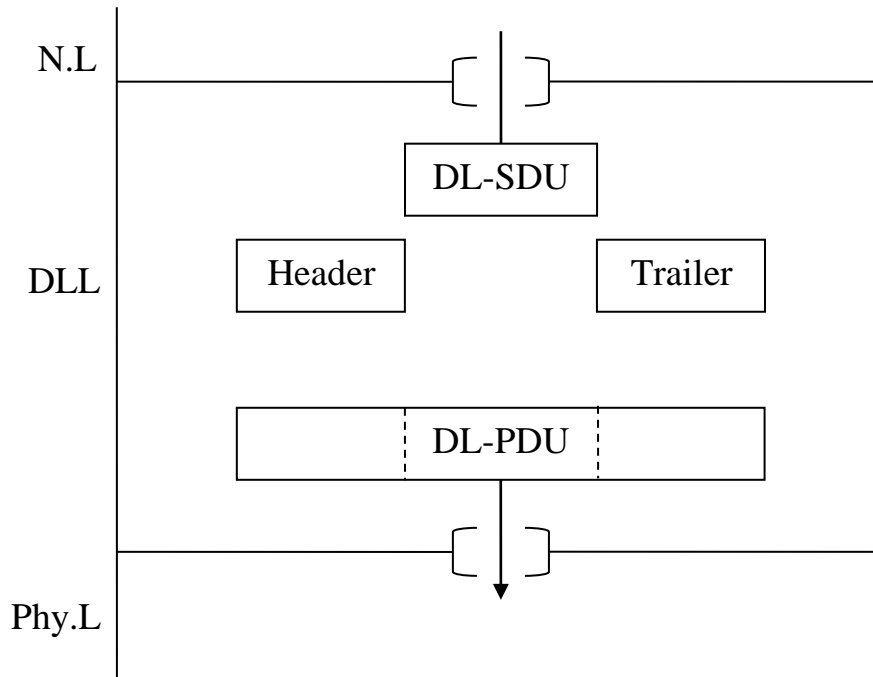 N.L
DL-SDU
DLL
Header
Trailer
DL-PDU
Phy.L